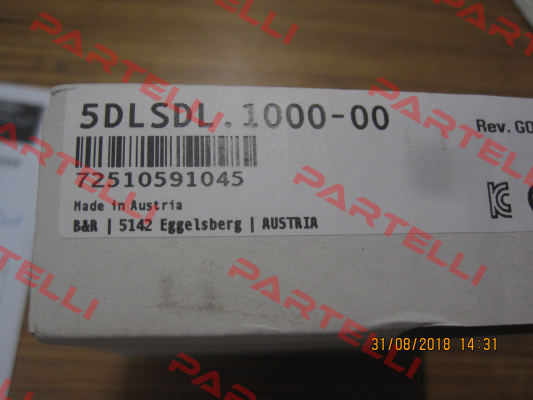 5DLSDL.1000-00
Rev. G0
72510591045
Made in Austria
B&R | 5142 Eggelsberg | AUSTRIA
31/08/2018 14:31
PARTELLI
PARTELLI
PARTELLI
PARTELLI
PARTELLI